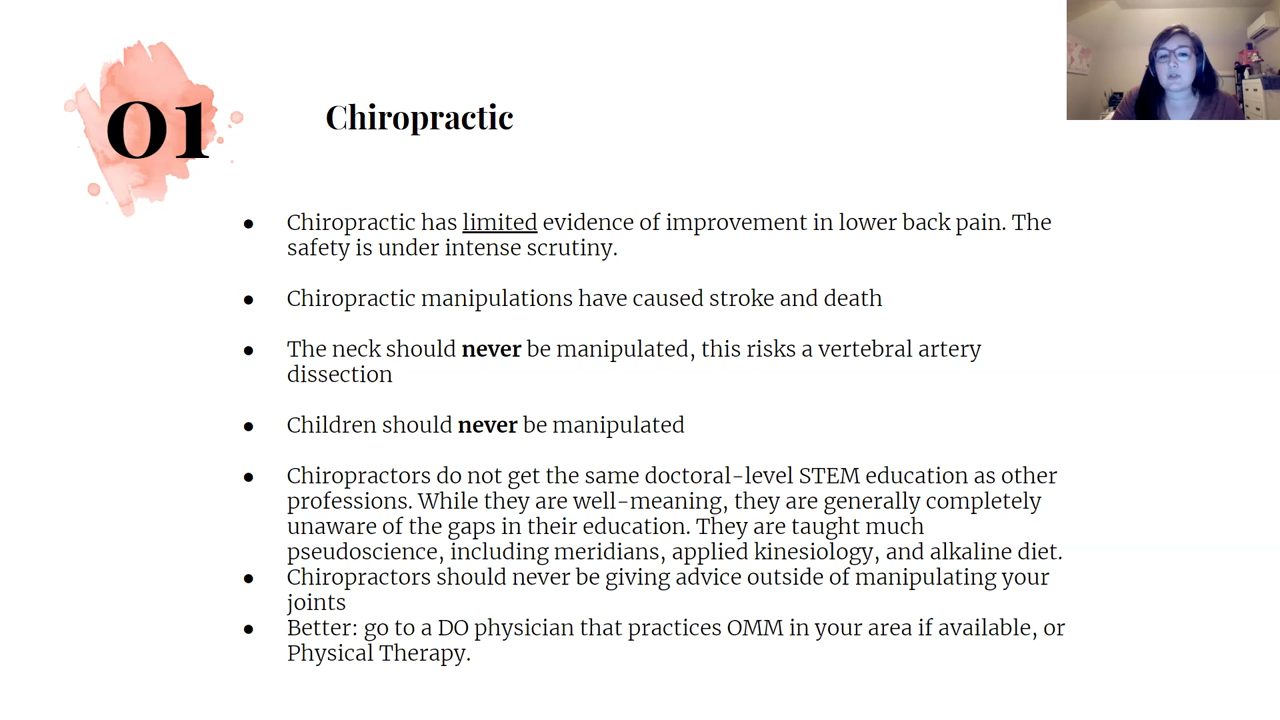 01
Chiropractic
● Chiropractic has limited evidence of improvement in lower back pain. The
safety is under intense scrutiny.
● Chiropractic manipulations have caused stroke and death
● The neck should never be manipulated, this risks a vertebral artery
dissection
● Children should never be manipulated
● Chiropractors do not get the same doctoral-level STEM education as other
professions. While they are well-meaning, they are generally completely
unaware of the gaps in their education. They are taught much
pseudoscience, including meridians, applied kinesiology, and alkaline diet.
● Chiropractors should never be giving advice outside of manipulating your
joints
● Better: go to a DO physician that practices OMM in your area if available, or
Physical Therapy.